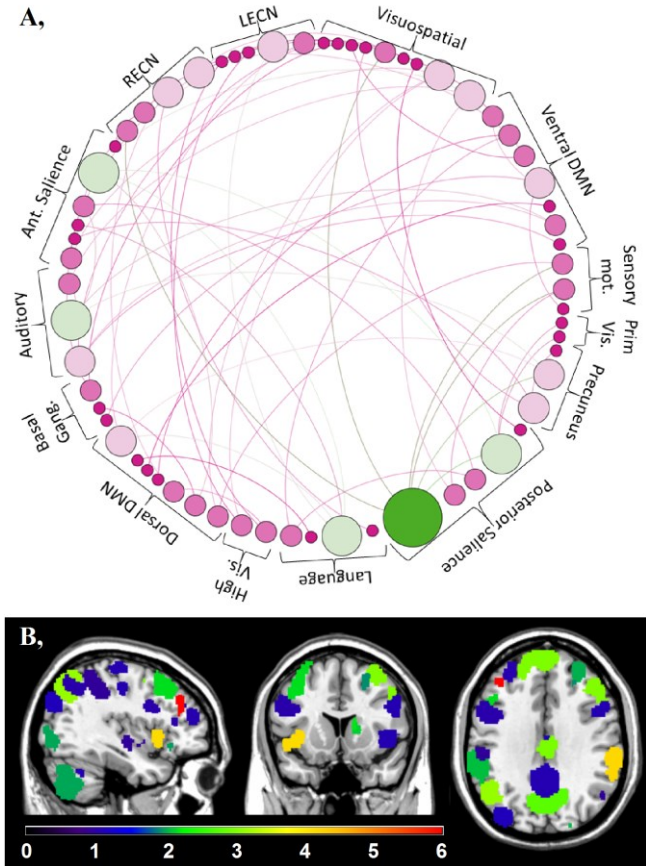 A,
LECN
Visuospatial
RECN
Ventral DMN
Ant. Salience
Sensory
mot.
Auditory
Prim
Vis.
Precuneus
Basal
Gang.
Dorsal DMN
Posterior Salience
High
Vis.
Language
B,
0 1 2 3 4 5 6